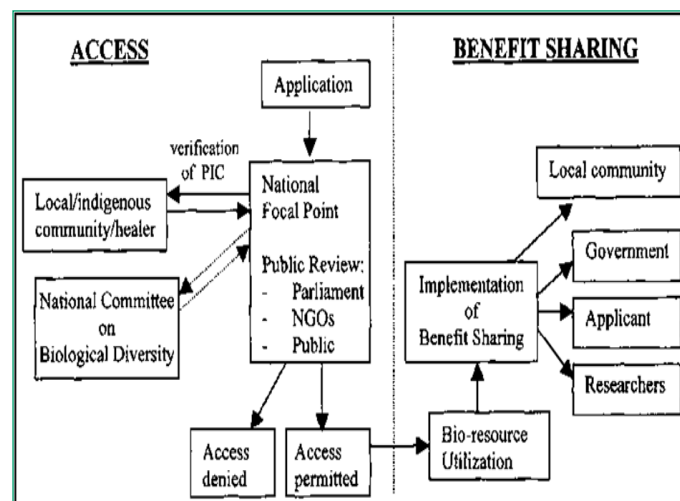 ACCESS
BENEFIT SHARING
Application
verification
of PIC
National
Focal Point
Public Review:
- Parliament
- NGOs
- Public
Local/indigenous
community/healer
National Committee
on
Biological Diversity
Access
denied
Access
permitted
Local community
Government
Implementation
of
Benefit Sharing
Applicant
Researchers
Bio-resource
Utilization